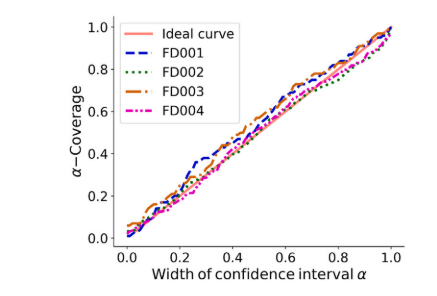 1.0
0.8
0.6
0.4
0.2
0.0
α−Coverage
Ideal curve
FD001
FD002
FD003
FD004
0.0 0.2 0.4 0.6 0.8 1.0
Width of confidence interval α